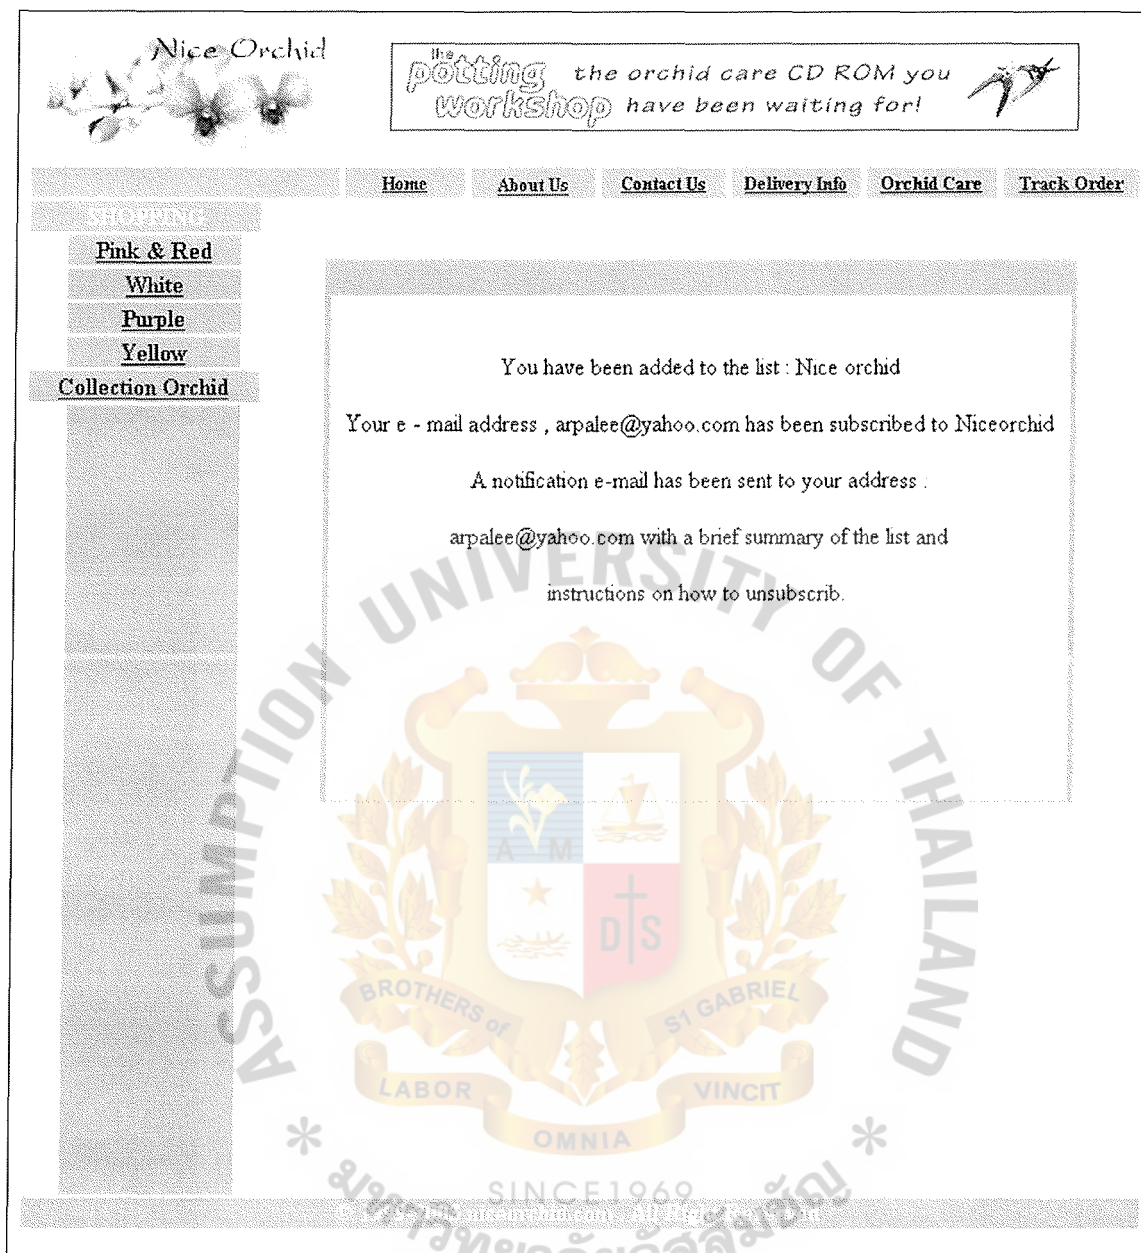 Nice Orchid
the potting workshop
the orchid care CD ROM you
have been waiting for!
Home About Us Contact Us Delivery Info Orchid Care Track Order
SHOPPING
Pink & Red
White
Purple
Yellow
Collection Orchid
You have been added to the list : Nice orchid
Your e - mail address , arpalee@yahoo.com has been subscribed to Niceorchid
A notification e-mail has been sent to your address :
arpalee@yahoo.com with a brief summary of the list and
instructions on how to unsubscrib.
ASSUMPTION UNIVERSITY OF THAILAND
A M
D S
BROTHERS of
S1 GABRIEL
LABOR
VINCIT
OMNIA
SINCE1969